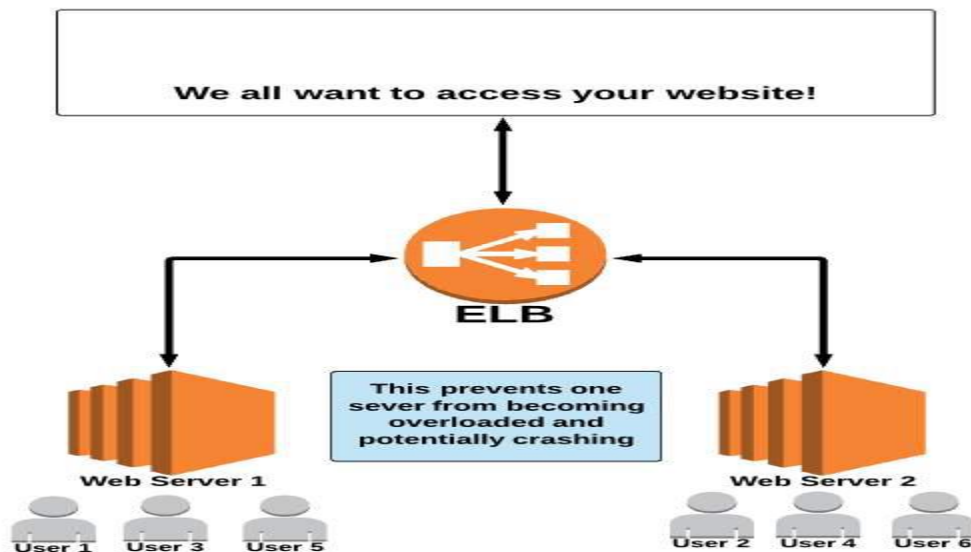 We all want to access your website!
ELB
This prevents one
sever from becoming
overloaded and
potentially crashing
Web Server 1
Web Server 2
User 1 User 3 User 5
User 2 User 4 User 6